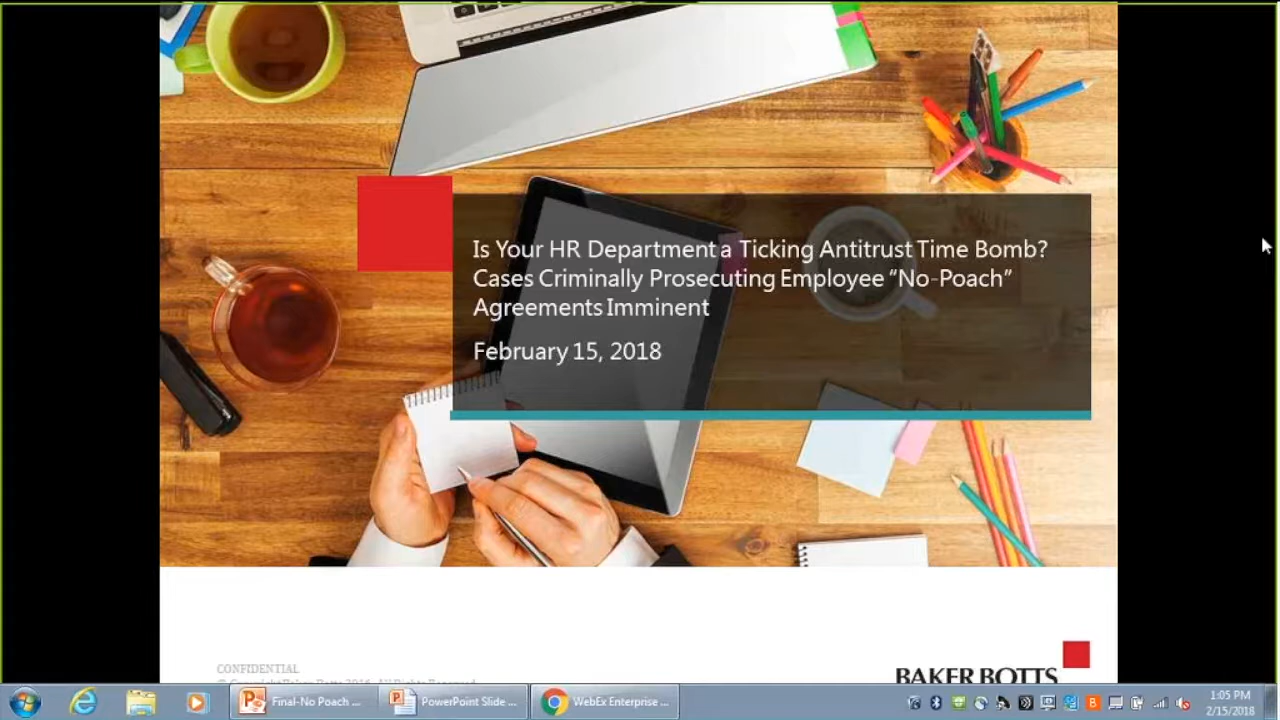 Is Your HR Department a Ticking Antitrust Time Bomb?
Cases Criminally Prosecuting Employee “No-Poach”
Agreements Imminent
February 15, 2018
CONFIDENTIAL
BAKER BOTTS
Final-No Poach ...
PowerPoint Slide ...
WebEx Enterprise ...
1:05 PM
2/15/2018